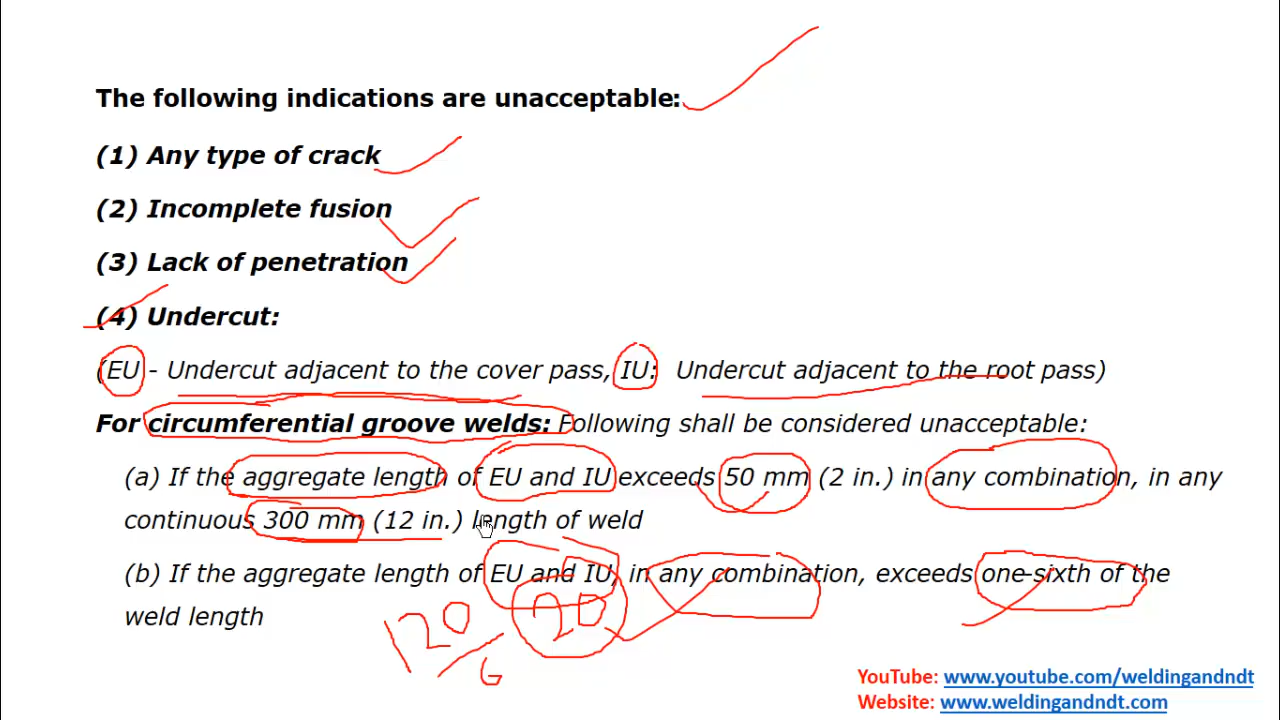 The following indications are unacceptable:
(1) Any type of crack
(2) Incomplete fusion
(3) Lack of penetration
(4) Undercut:
(EU - Undercut adjacent to the cover pass, IU: Undercut adjacent to the root pass)
For circumferential groove welds: Following shall be considered unacceptable:
(a) If the aggregate length of EU and IU exceeds 50 mm (2 in.) in any combination, in any
continuous 300 mm (12 in.) length of weld
(b) If the aggregate length of EU and IU, in any combination, exceeds one-sixth of the
weld length
120/6 20
YouTube: www.youtube.com/weldingandndt
Website: www.weldingandndt.com